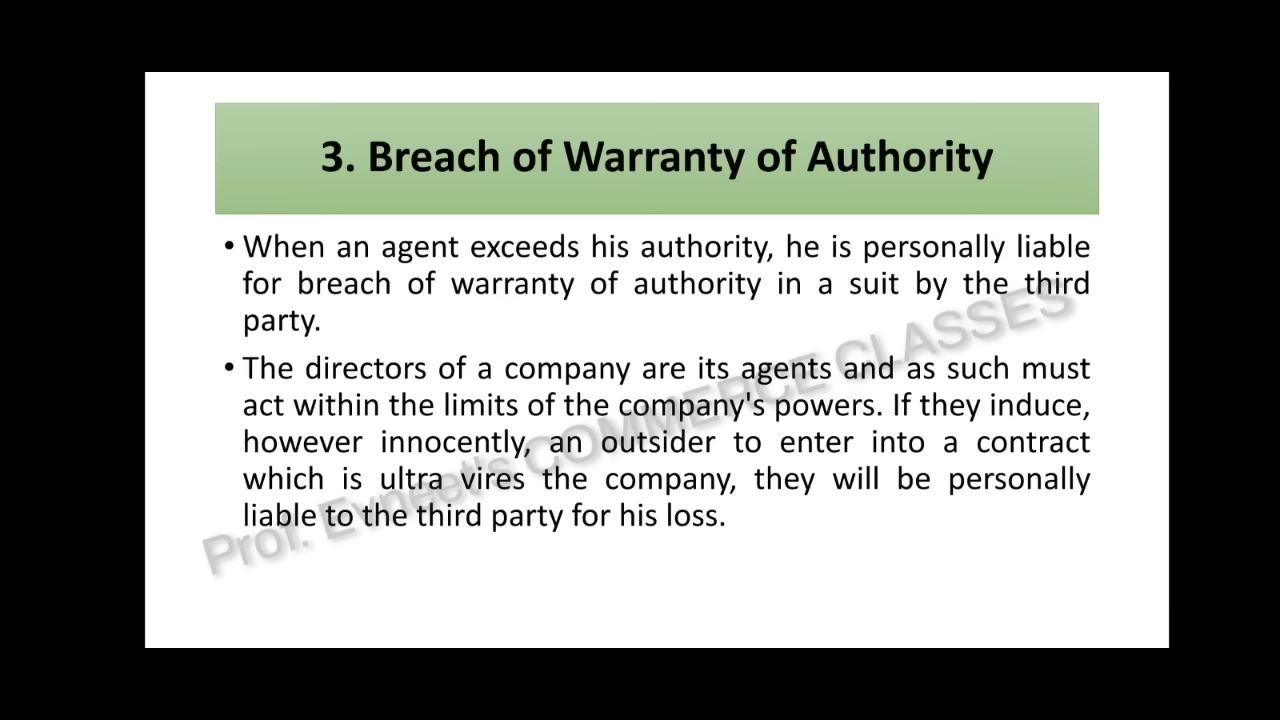 3. Breach of Warranty of Authority
• When an agent exceeds his authority, he is personally liable
for breach of warranty of authority in a suit by the third
party.
• The directors of a company are its agents and as such must
act within the limits of the company's powers. If they induce,
however innocently, an outsider to enter into a contract
which is ultra vires the company, they will be personally
liable to the third party for his loss.
Prof. Evneet's COMMERCE CLASSES